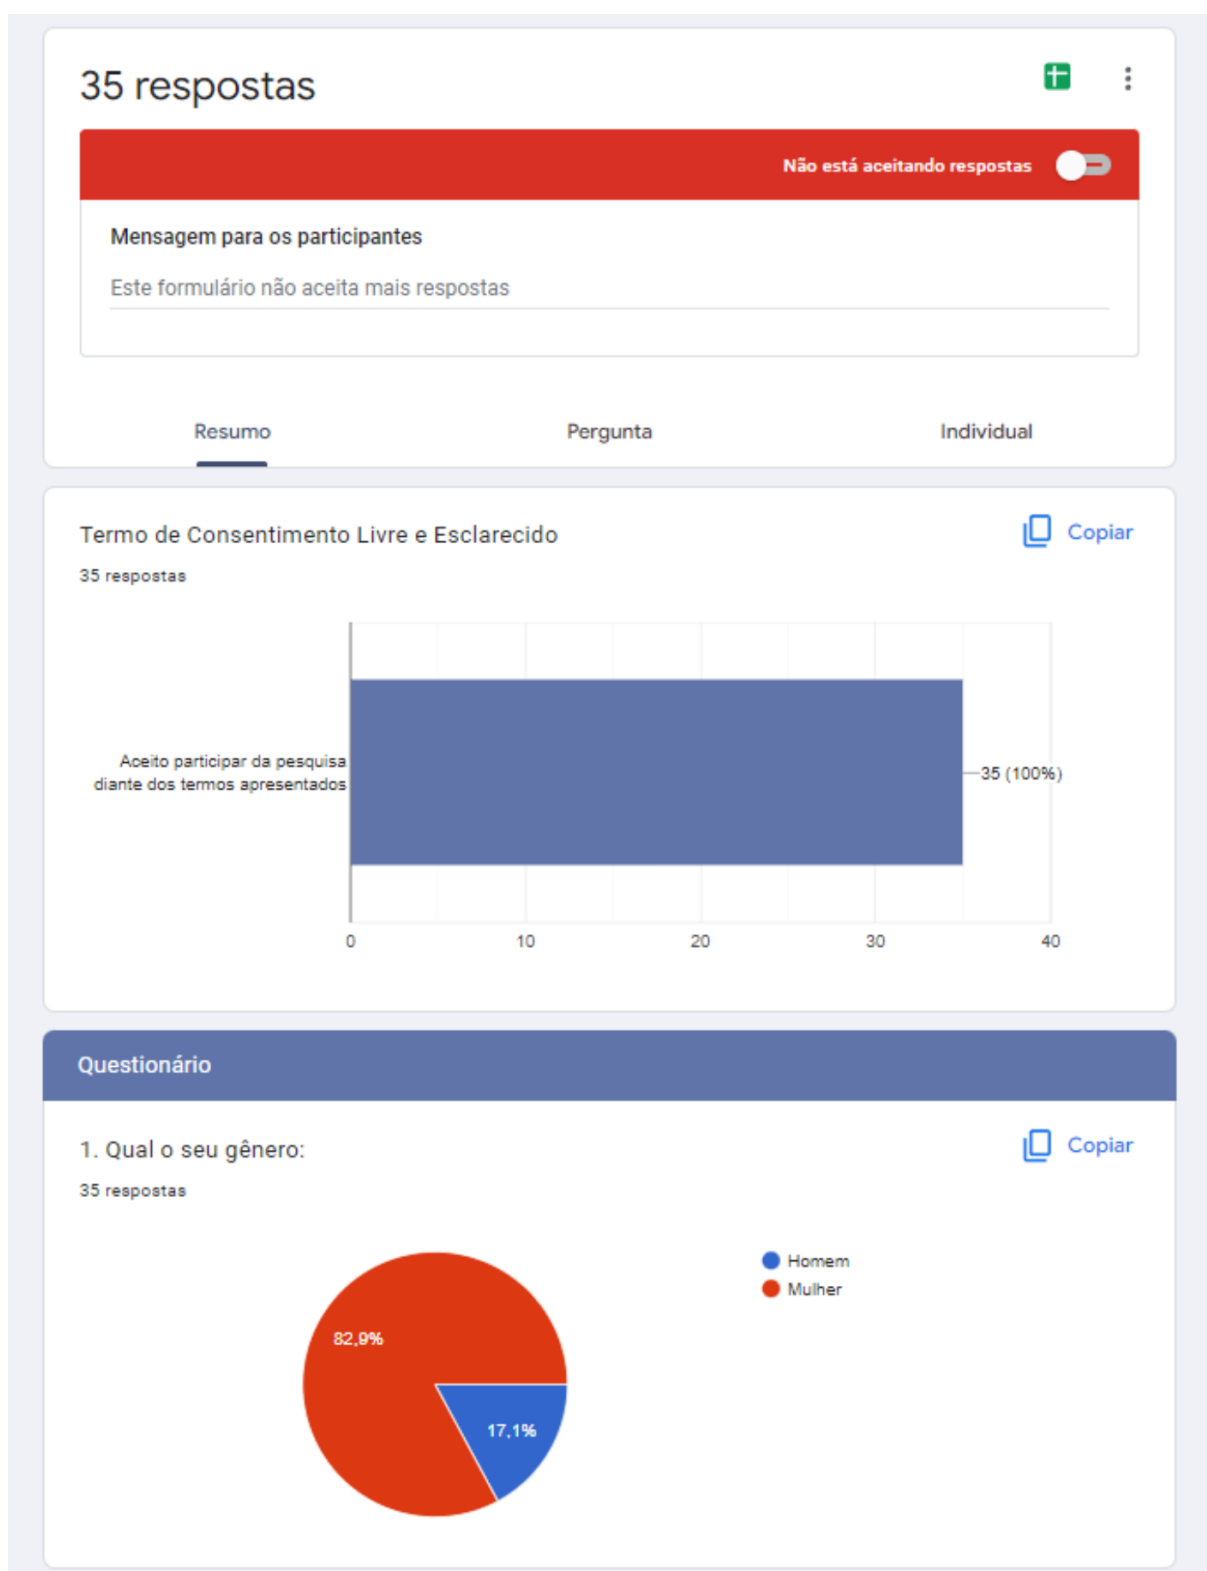 35 respostas
Não está aceitando respostas
Mensagem para os participantes
Este formulário não aceita mais respostas
Resumo
Pergunta
Individual
Termo de Consentimento Livre e Esclarecido
Copiar
35 respostas
Aceito participar da pesquisa
diante dos termos apresentados
35 (100%)
0
10
20
30
40
Questionário
1. Qual o seu gênero:
Copiar
35 respostas
Homem
Mulher
82,9%
17,1%